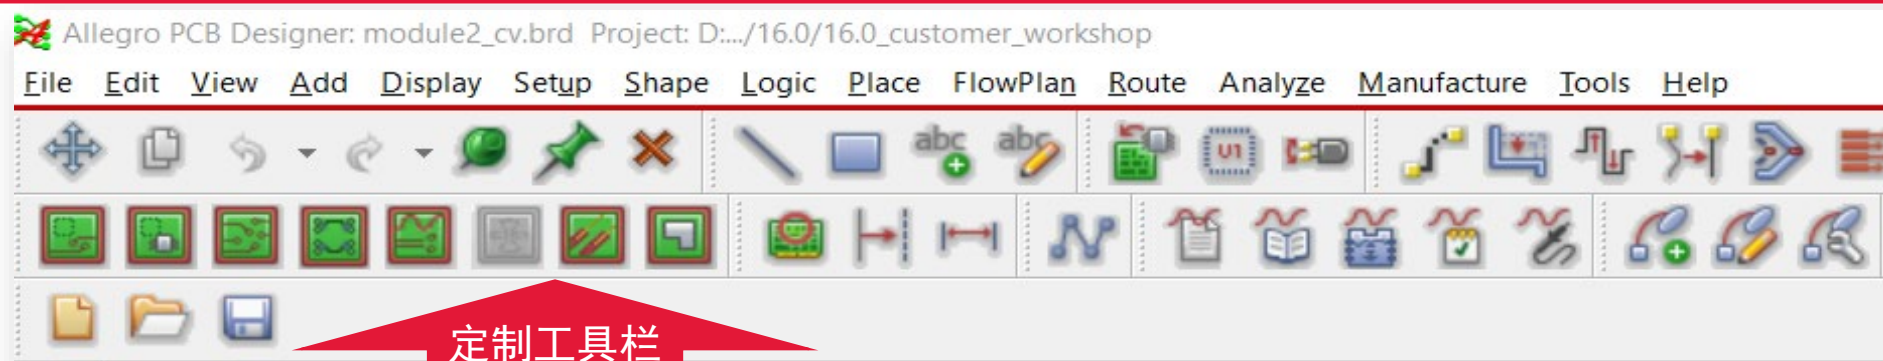 Allegro PCB Designer: module2_cv.brd Project: D:.../16.0/16.0_customer_workshop
File Edit View Add Display Setup Shape Logic Place FlowPlan Route Analyze Manufacture Tools Help
abc abc U1
定制工具栏